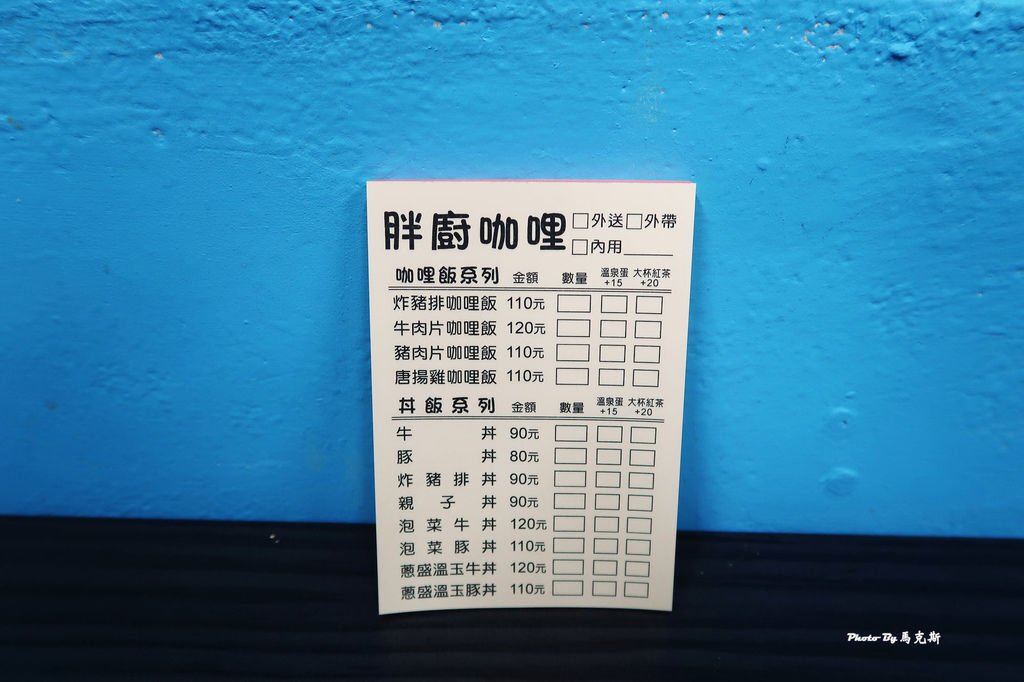 胖廚咖哩 □外送□外帶
□內用_____
咖哩飯系列 金額 數量 溫泉蛋+15 大杯紅茶+20
炸豬排咖哩飯 110元
牛肉片咖哩飯 120元
豬肉片咖哩飯 110元
唐揚雞咖哩飯 110元
丼飯系列 金額 數量 溫泉蛋+15 大杯紅茶+20
牛丼 90元
豚丼 80元
炸豬排丼 90元
親子丼 90元
泡菜牛丼 120元
泡菜豚丼 110元
蔥盛溫玉牛丼 120元
蔥盛溫玉豚丼 110元
Photo By 馬克斯